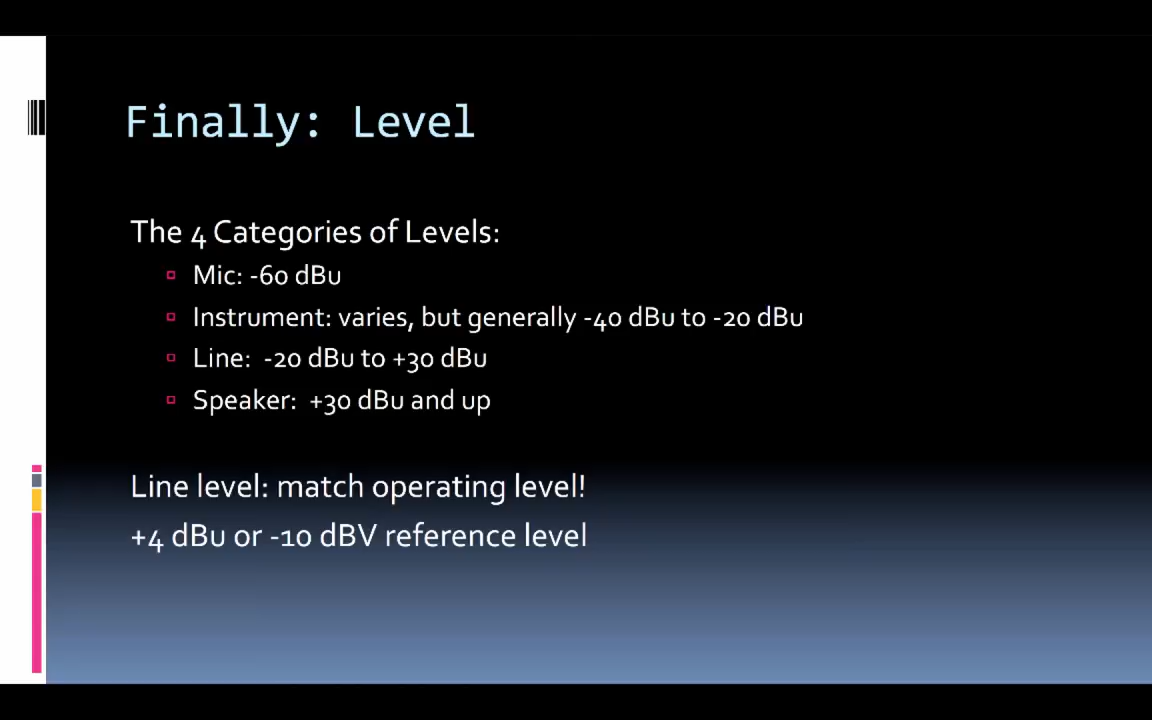 Finally: Level
The 4 Categories of Levels:
Mic: -60 dBu
Instrument: varies, but generally -40 dBu to -20 dBu
Line:  -20 dBu to +30 dBu
Speaker:  +30 dBu and up
Line level: match operating level!
+4 dBu or -10 dBV reference level